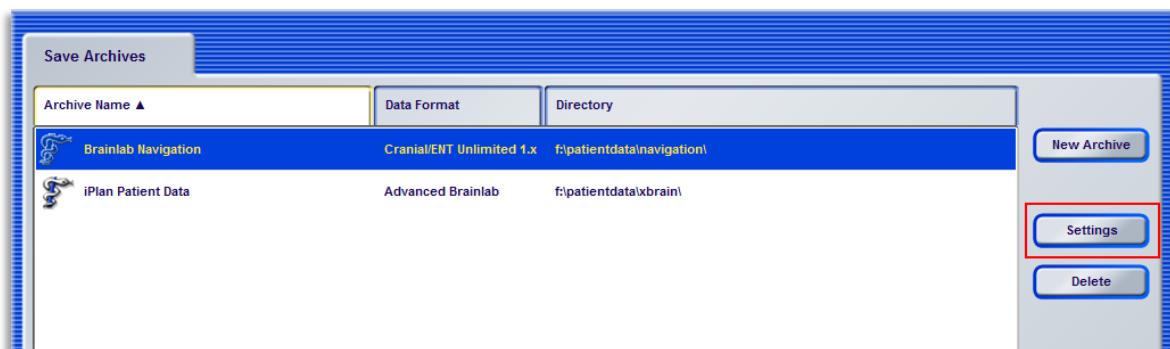 Save Archives
Archive Name ▲ Data Format Directory
Brainlab Navigation Cranial/ENT Unlimited 1.x f:\patientdata\navigation\
New Archive
iPlan Patient Data Advanced Brainlab f:\patientdata\xbrain\
Settings
Delete